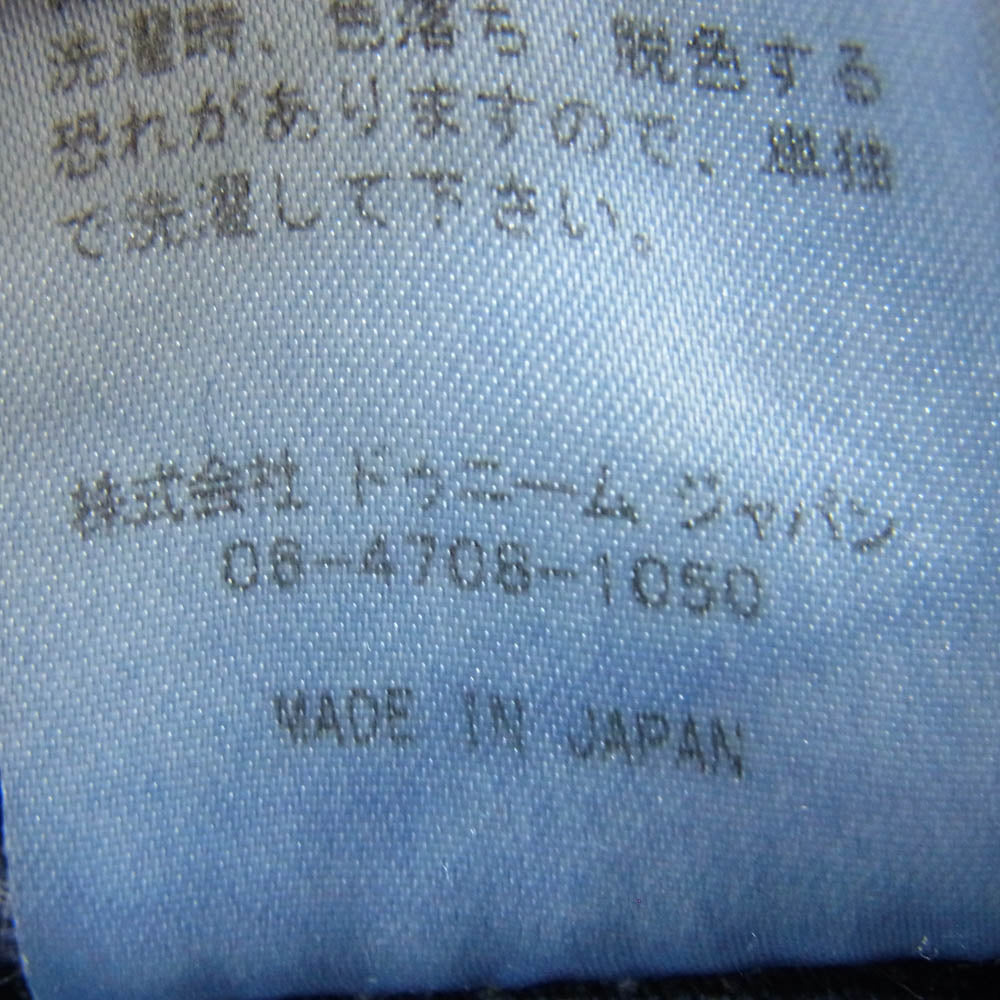 洗濯時、色落ち・脱色する
恐れがありますので、単独
で洗濯して下さい。
株式会社 ドゥニーム ジャパン
06-4708-1050
MADE IN JAPAN